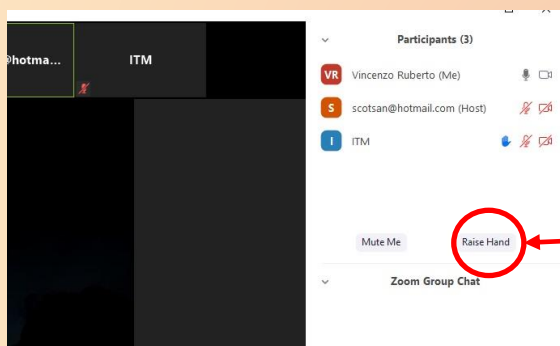 @hotma...
ITM
Participants (3)
VR Vincenzo Ruberto (Me)
S scotsan@hotmail.com (Host)
I ITM
Mute Me Raise Hand
Zoom Group Chat